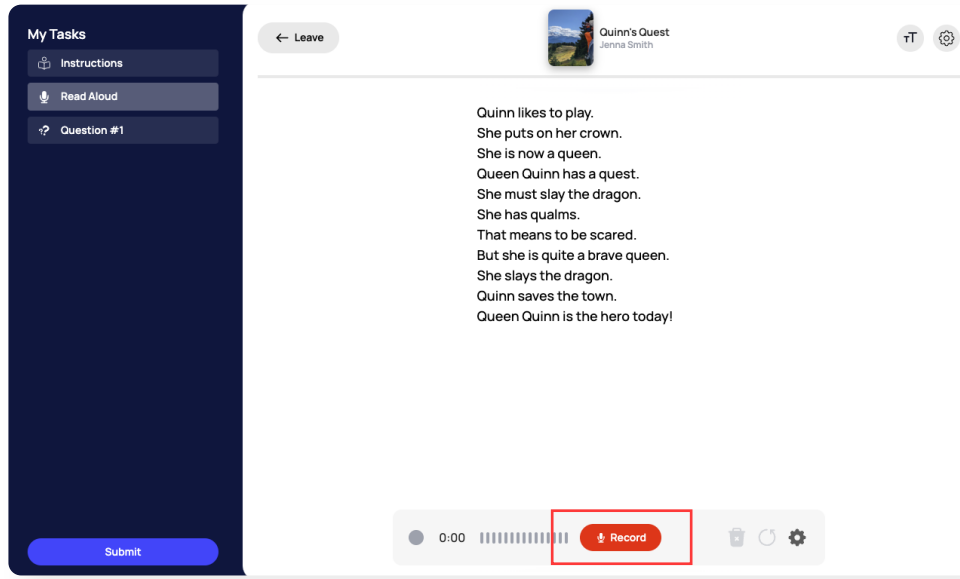 My Tasks
Instructions
Read Aloud
Question #1
Submit
Leave
Quinn's Quest
Jenna Smith
TT
Quinn likes to play.
She puts on her crown.
She is now a queen.
Queen Quinn has a quest.
She must slay the dragon.
She has qualms.
That means to be scared.
But she is quite a brave queen.
She slays the dragon.
Quinn saves the town.
Queen Quinn is the hero today!
0:00
Record